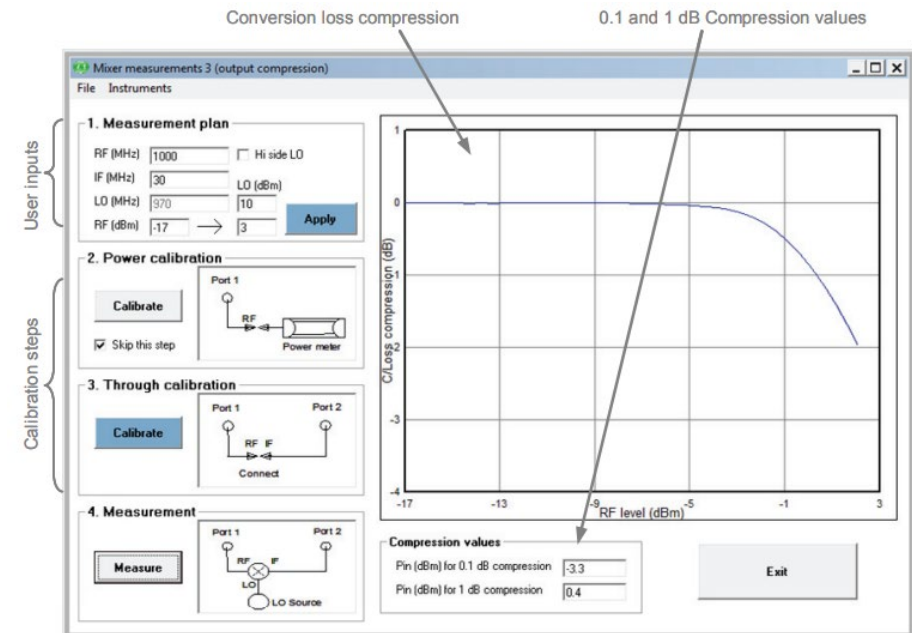 Conversion loss compression
0.1 and 1 dB Compression values
Mixer measurements 3 (output compression)
File Instruments
User inputs
1. Measurement plan
RF (MHz) 1000 Hi side LO
IF (MHz) 30 LO (dBm)
LO (MHz) 970 10
RF (dBm) -17 → 3 Apply
Calibration steps
2. Power calibration
Calibrate
Skip this step
Port 1
RF
Power meter
3. Through calibration
Calibrate
Port 1 Port 2
RF IF
Connect
4. Measurement
Measure
Port 1 Port 2
RF IF
LO
LO Source
C/Loss compression (dB)
1
0
-1
-2
-3
-4
-17 -13 -9 -5 -1 3
RF level (dBm)
Compression values
Pin (dBm) for 0.1 dB compression -3.3
Pin (dBm) for 1 dB compression 0.4
Exit